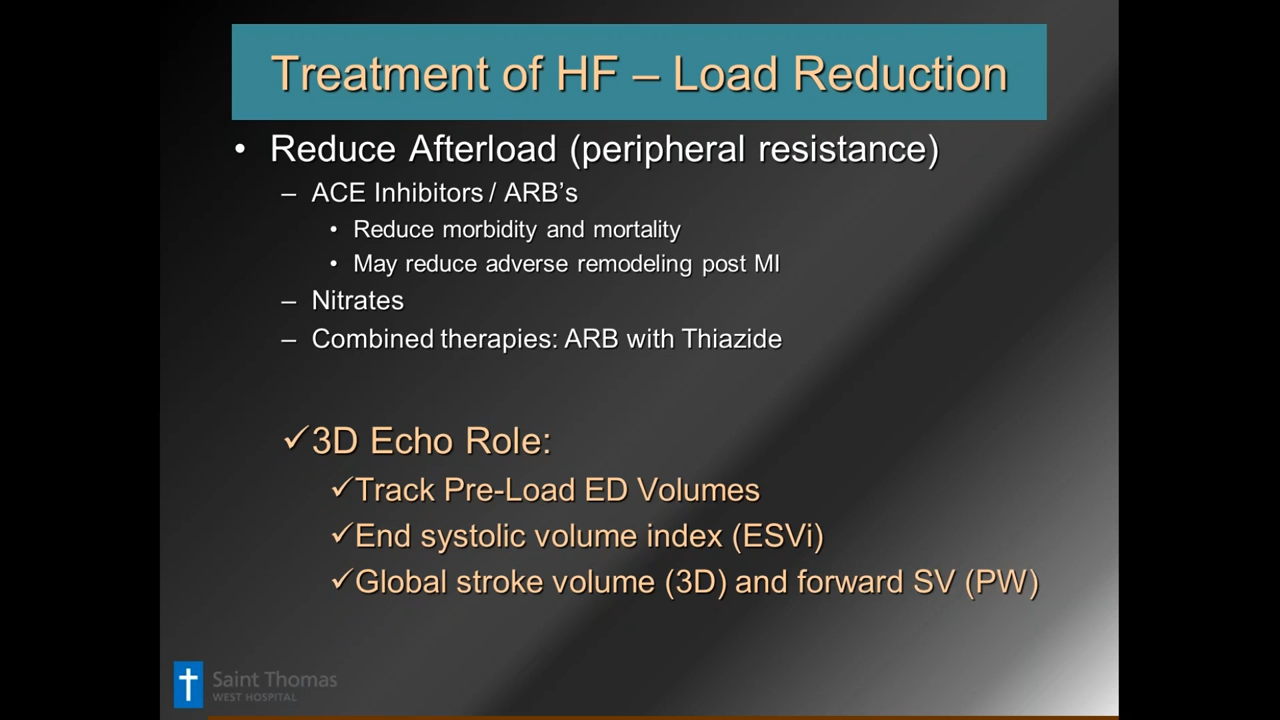 Treatment of HF – Load Reduction
• Reduce Afterload (peripheral resistance)
– ACE Inhibitors / ARB’s
• Reduce morbidity and mortality
• May reduce adverse remodeling post MI
– Nitrates
– Combined therapies: ARB with Thiazide
✓3D Echo Role:
✓Track Pre-Load ED Volumes
✓End systolic volume index (ESVi)
✓Global stroke volume (3D) and forward SV (PW)
Saint Thomas
WEST HOSPITAL